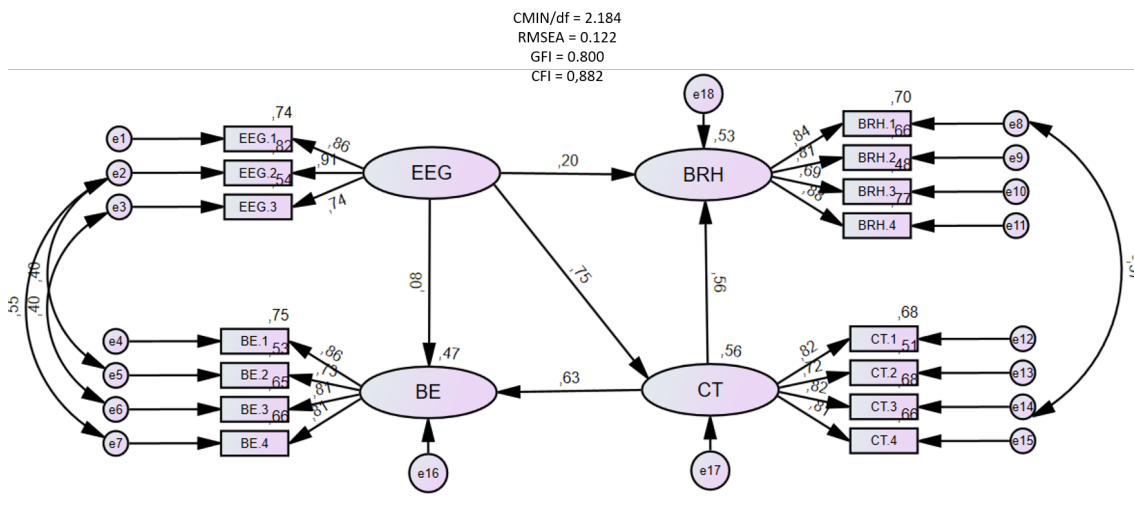 CMIN/df = 2.184
RMSEA = 0.122
GFI = 0.800
CFI = 0,882
e18
,74
,70
e1
EEG.1
,86
,53
,84
BRH.1
e8
,82
,66
e2
EEG.2
,91
EEG
,20
BRH
,81
BRH.2
e9
,54
,48
e3
EEG.3
,74
,69
BRH.3
e10
,77
,88
BRH.4
e11
,40
,40
,55
,08
,75
,56
,75
,68
e4
BE.1
,86
,47
,56
,82
CT.1
e12
,53
,51
e5
BE.2
,73
,63
,72
CT.2
e13
,65
,68
e6
BE.3
,81
BE
CT
,82
CT.3
e14
,66
,66
e7
BE.4
,81
,81
CT.4
e15
e16
e17